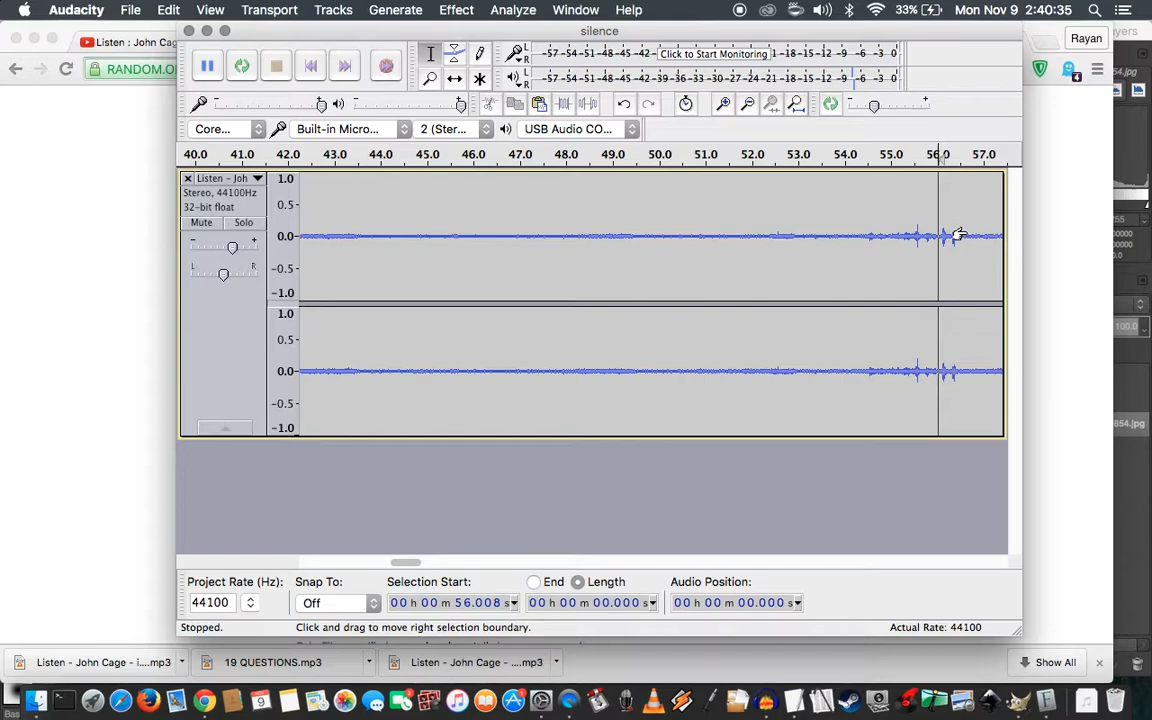 Audacity File Edit View Transport Tracks Generate Effect Analyze Window Help 33% Mon Nov 9 2:40:35
silence
Listen : John Ca
Rayan
RANDOM.O
-57 -54 -51 -48 -45 -42 Click to Start Monitoring -18 -15 -12 -9 -6 -3 0
-57 -54 -51 -48 -45 -42 -39 -36 -33 -30 -27 -24 -21 -18 -15 -12 -9 -6 -3 0
L
R
L
R
Core... Built-in Micro... 2 (Ster... USB Audio CO...
40.0 41.0 42.0 43.0 44.0 45.0 46.0 47.0 48.0 49.0 50.0 51.0 52.0 53.0 54.0 55.0 56.0 57.0
Listen - Joh
Stereo, 44100Hz
32-bit float
Mute Solo
- +
L R
1.0
0.5
0.0
-0.5
-1.0
1.0
0.5
0.0
-0.5
-1.0
Project Rate (Hz): Snap To: Selection Start: End Length Audio Position:
44100 Off 00 h 00 m 56.008 s 00 h 00 m 00.000 s 00 h 00 m 00.000 s
Stopped. Click and drag to move right selection boundary. Actual Rate: 44100
Listen - John Cage - i....mp3 19 QUESTIONS.mp3 Listen - John Cage - ....mp3 Show All
yers
.jpg
255
100.0
854.jpg
Bas